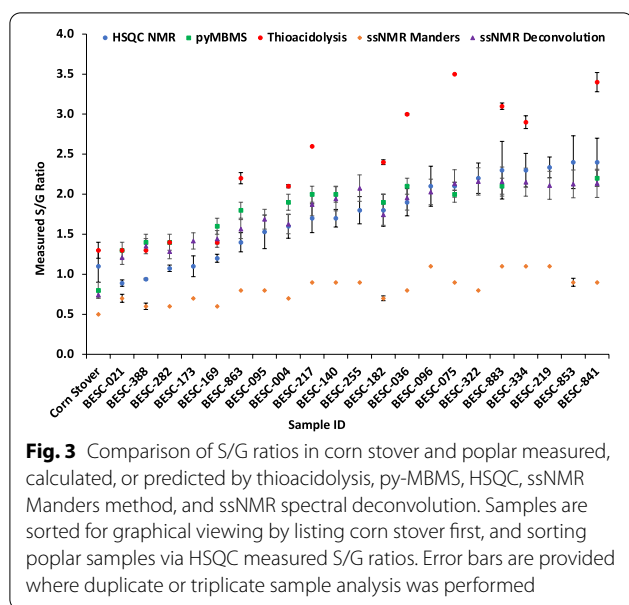 HSQC NMR pyMBMS Thioacidolysis ssNMR Manders ssNMR Deconvolution
4.0
3.5
3.0
2.5
2.0
1.5
1.0
0.5
0.0
Measured S/G Ratio
Corn Stover
BESC-021
BESC-388
BESC-282
BESC-173
BESC-169
BESC-863
BESC-095
BESC-004
BESC-217
BESC-140
BESC-255
BESC-182
BESC-036
BESC-096
BESC-075
BESC-322
BESC-883
BESC-334
BESC-219
BESC-853
BESC-841
Sample ID
Fig. 3 Comparison of S/G ratios in corn stover and poplar measured,
calculated, or predicted by thioacidolysis, py-MBMS, HSQC, ssNMR
Manders method, and ssNMR spectral deconvolution. Samples are
sorted for graphical viewing by listing corn stover first, and sorting
poplar samples via HSQC measured S/G ratios. Error bars are provided
where duplicate or triplicate sample analysis was performed